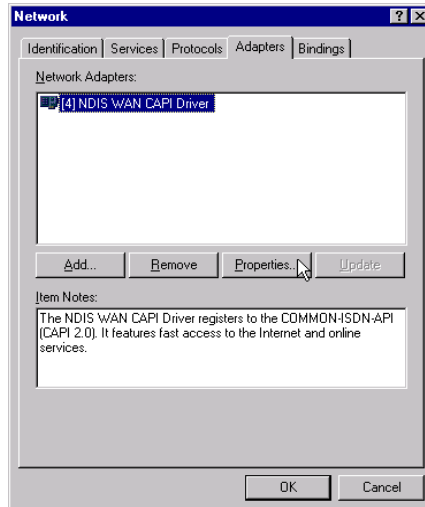 Network
Identification Services Protocols Adapters Bindings
Network Adapters:
[4] NDIS WAN CAPI Driver
Add... Remove Properties... Update
Item Notes:
The NDIS WAN CAPI Driver registers to the COMMON-ISDN-API
(CAPI 2.0). It features fast access to the Internet and online
services.
OK Cancel